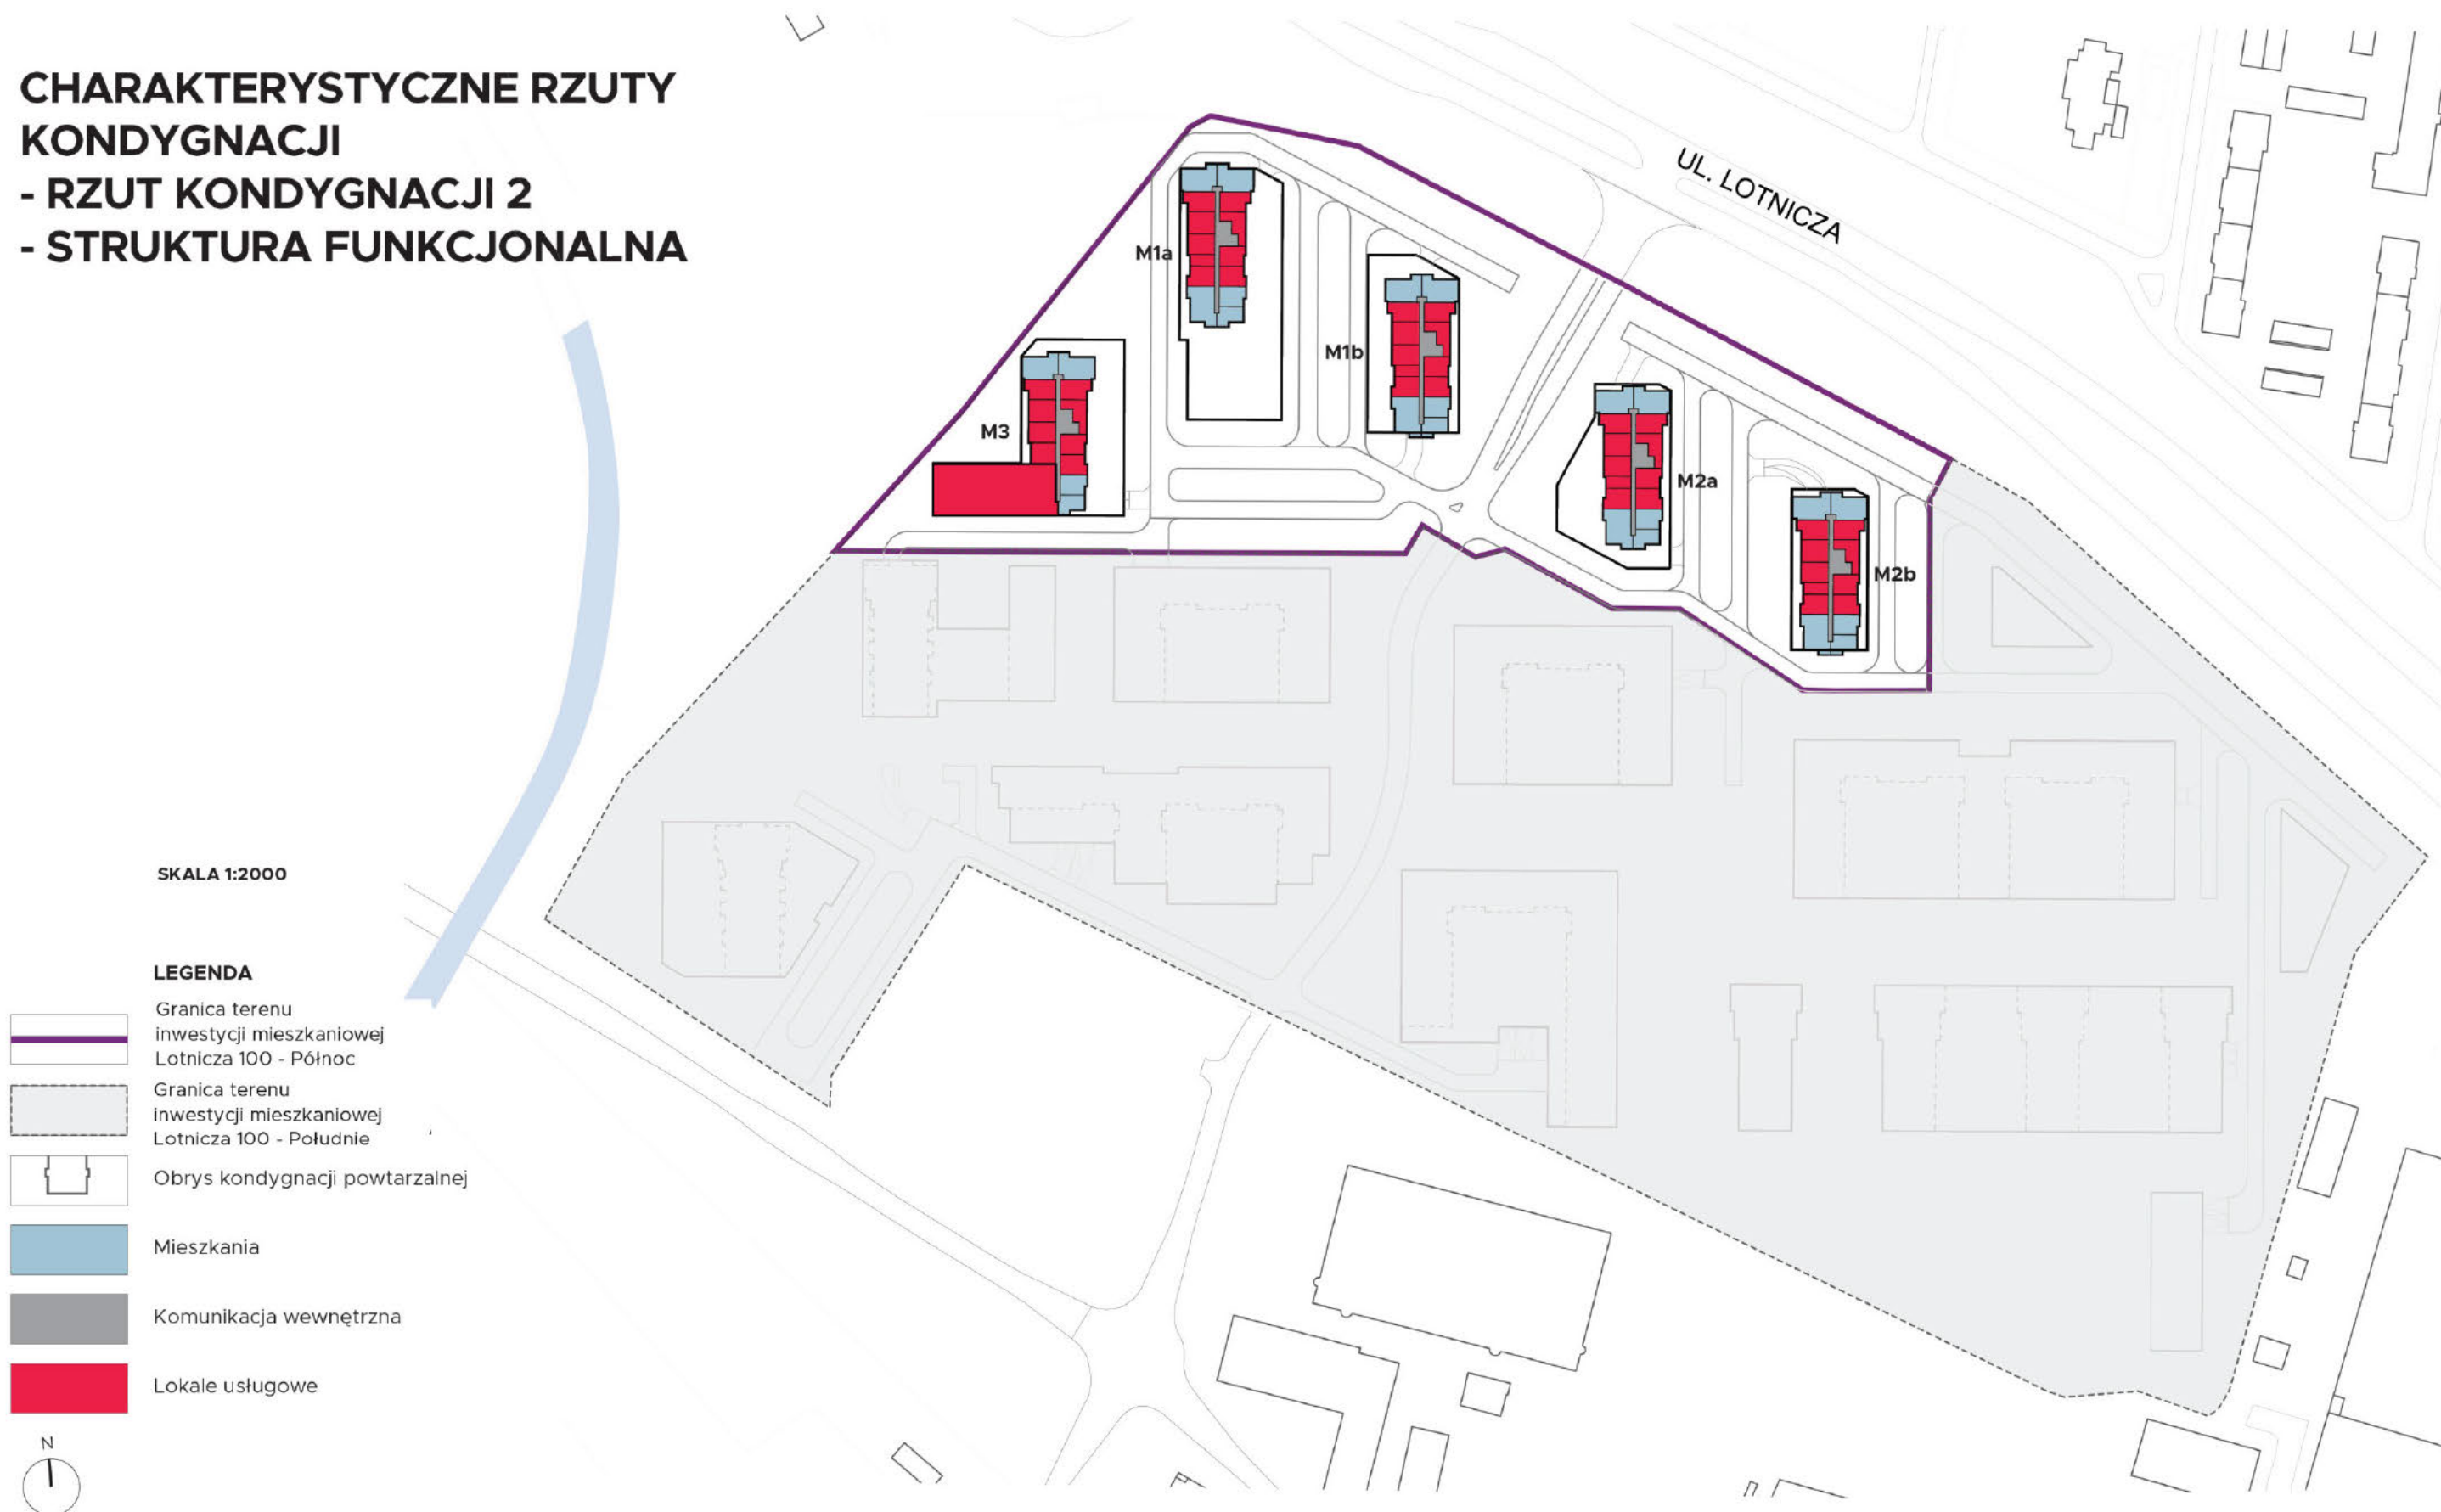 CHARAKTERYSTYCZNE RZUTY
KONDYGNACJI
- RZUT KONDYGNACJI 2
- STRUKTURA FUNKCJONALNA
UL. LOTNICZA
M1a
M1b
M3
M2a
M2b
SKALA 1:2000
LEGENDA
Granica terenu
inwestycji mieszkaniowej
Lotnicza 100 - Północ
Granica terenu
inwestycji mieszkaniowej
Lotnicza 100 - Południe
Obrys kondygnacji powtarzalnej
Mieszkania
Komunikacja wewnętrzna
Lokale usługowe
N